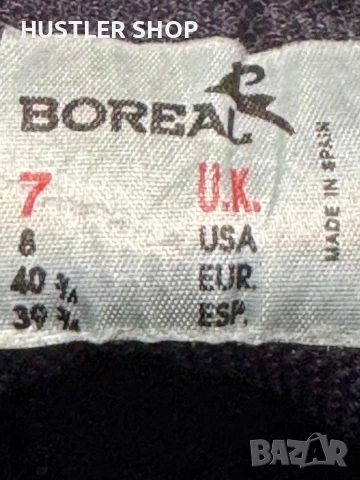 HUSTLER SHOP
BOREAL
7 U.K.
8 USA
40 3/4 EUR.
39 3/4 ESP.
MADE IN SPAIN
BAZAR